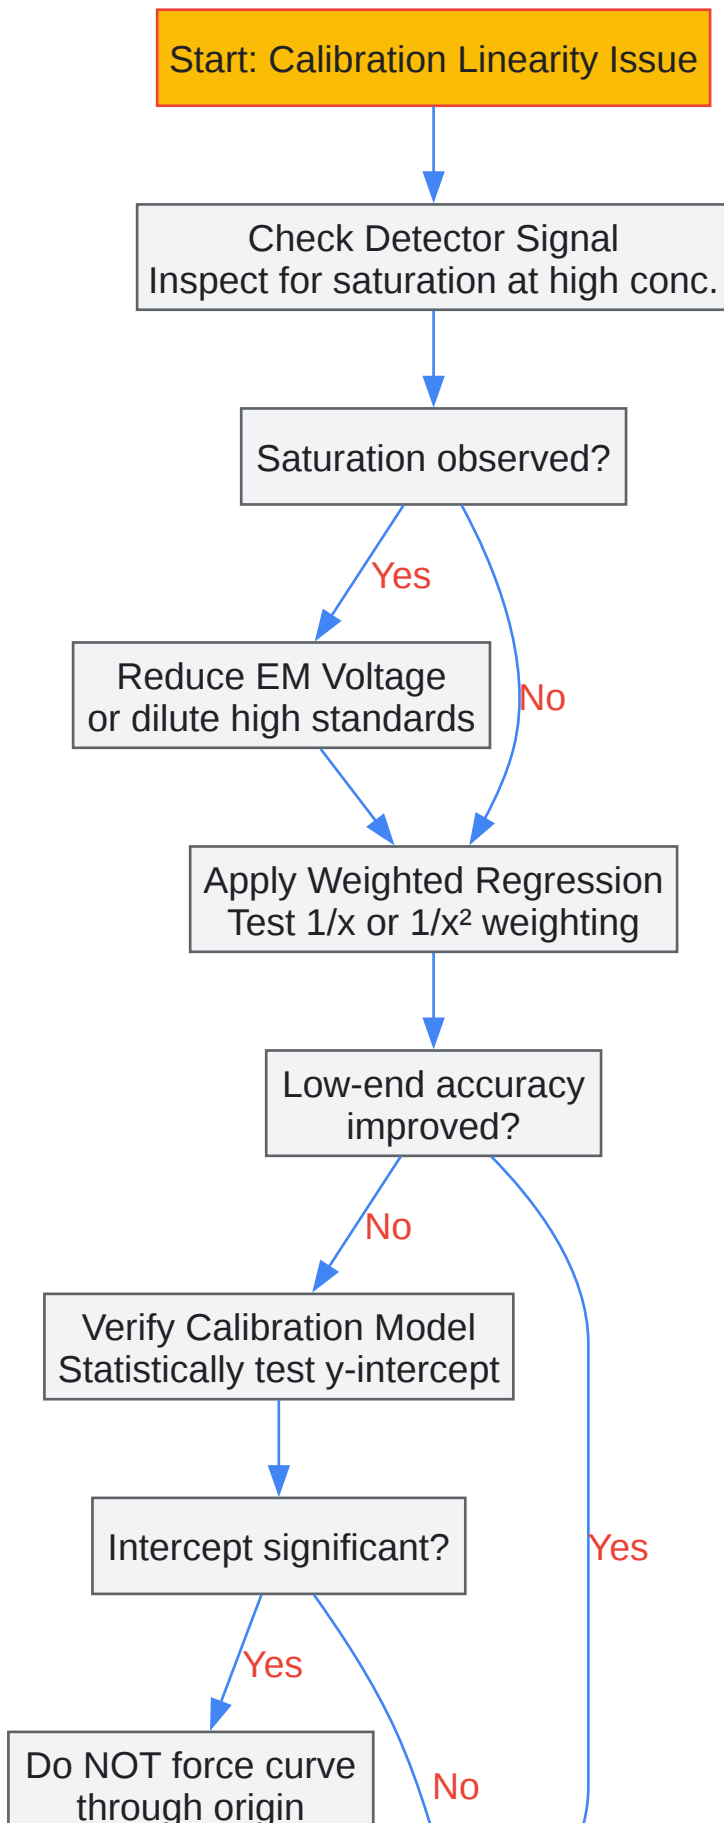 Start: Calibration Linearity Issue
Check Detector Signal
Inspect for saturation at high conc.
Saturation observed?
Yes
Reduce EM Voltage
or dilute high standards
No
Apply Weighted Regression
Test 1/x or 1/x² weighting
Low-end accuracy
improved?
No
Verify Calibration Model
Statistically test y-intercept
Intercept significant?
Yes
Yes
Do NOT force curve
through origin
No